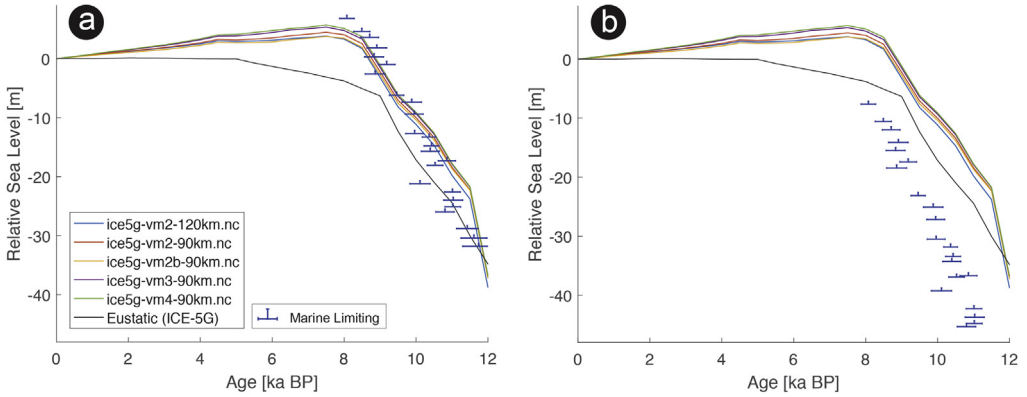 a
b
Relative Sea Level [m]
0
-10
-20
-30
-40
0
2
4
6
8
10
12
Age [ka BP]
ice5g-vm2-120km.nc
ice5g-vm2-90km.nc
ice5g-vm2b-90km.nc
ice5g-vm3-90km.nc
ice5g-vm4-90km.nc
Eustatic (ICE-5G)
Marine Limiting
Relative Sea Level [m]
0
-10
-20
-30
-40
0
2
4
6
8
10
12
Age [ka BP]